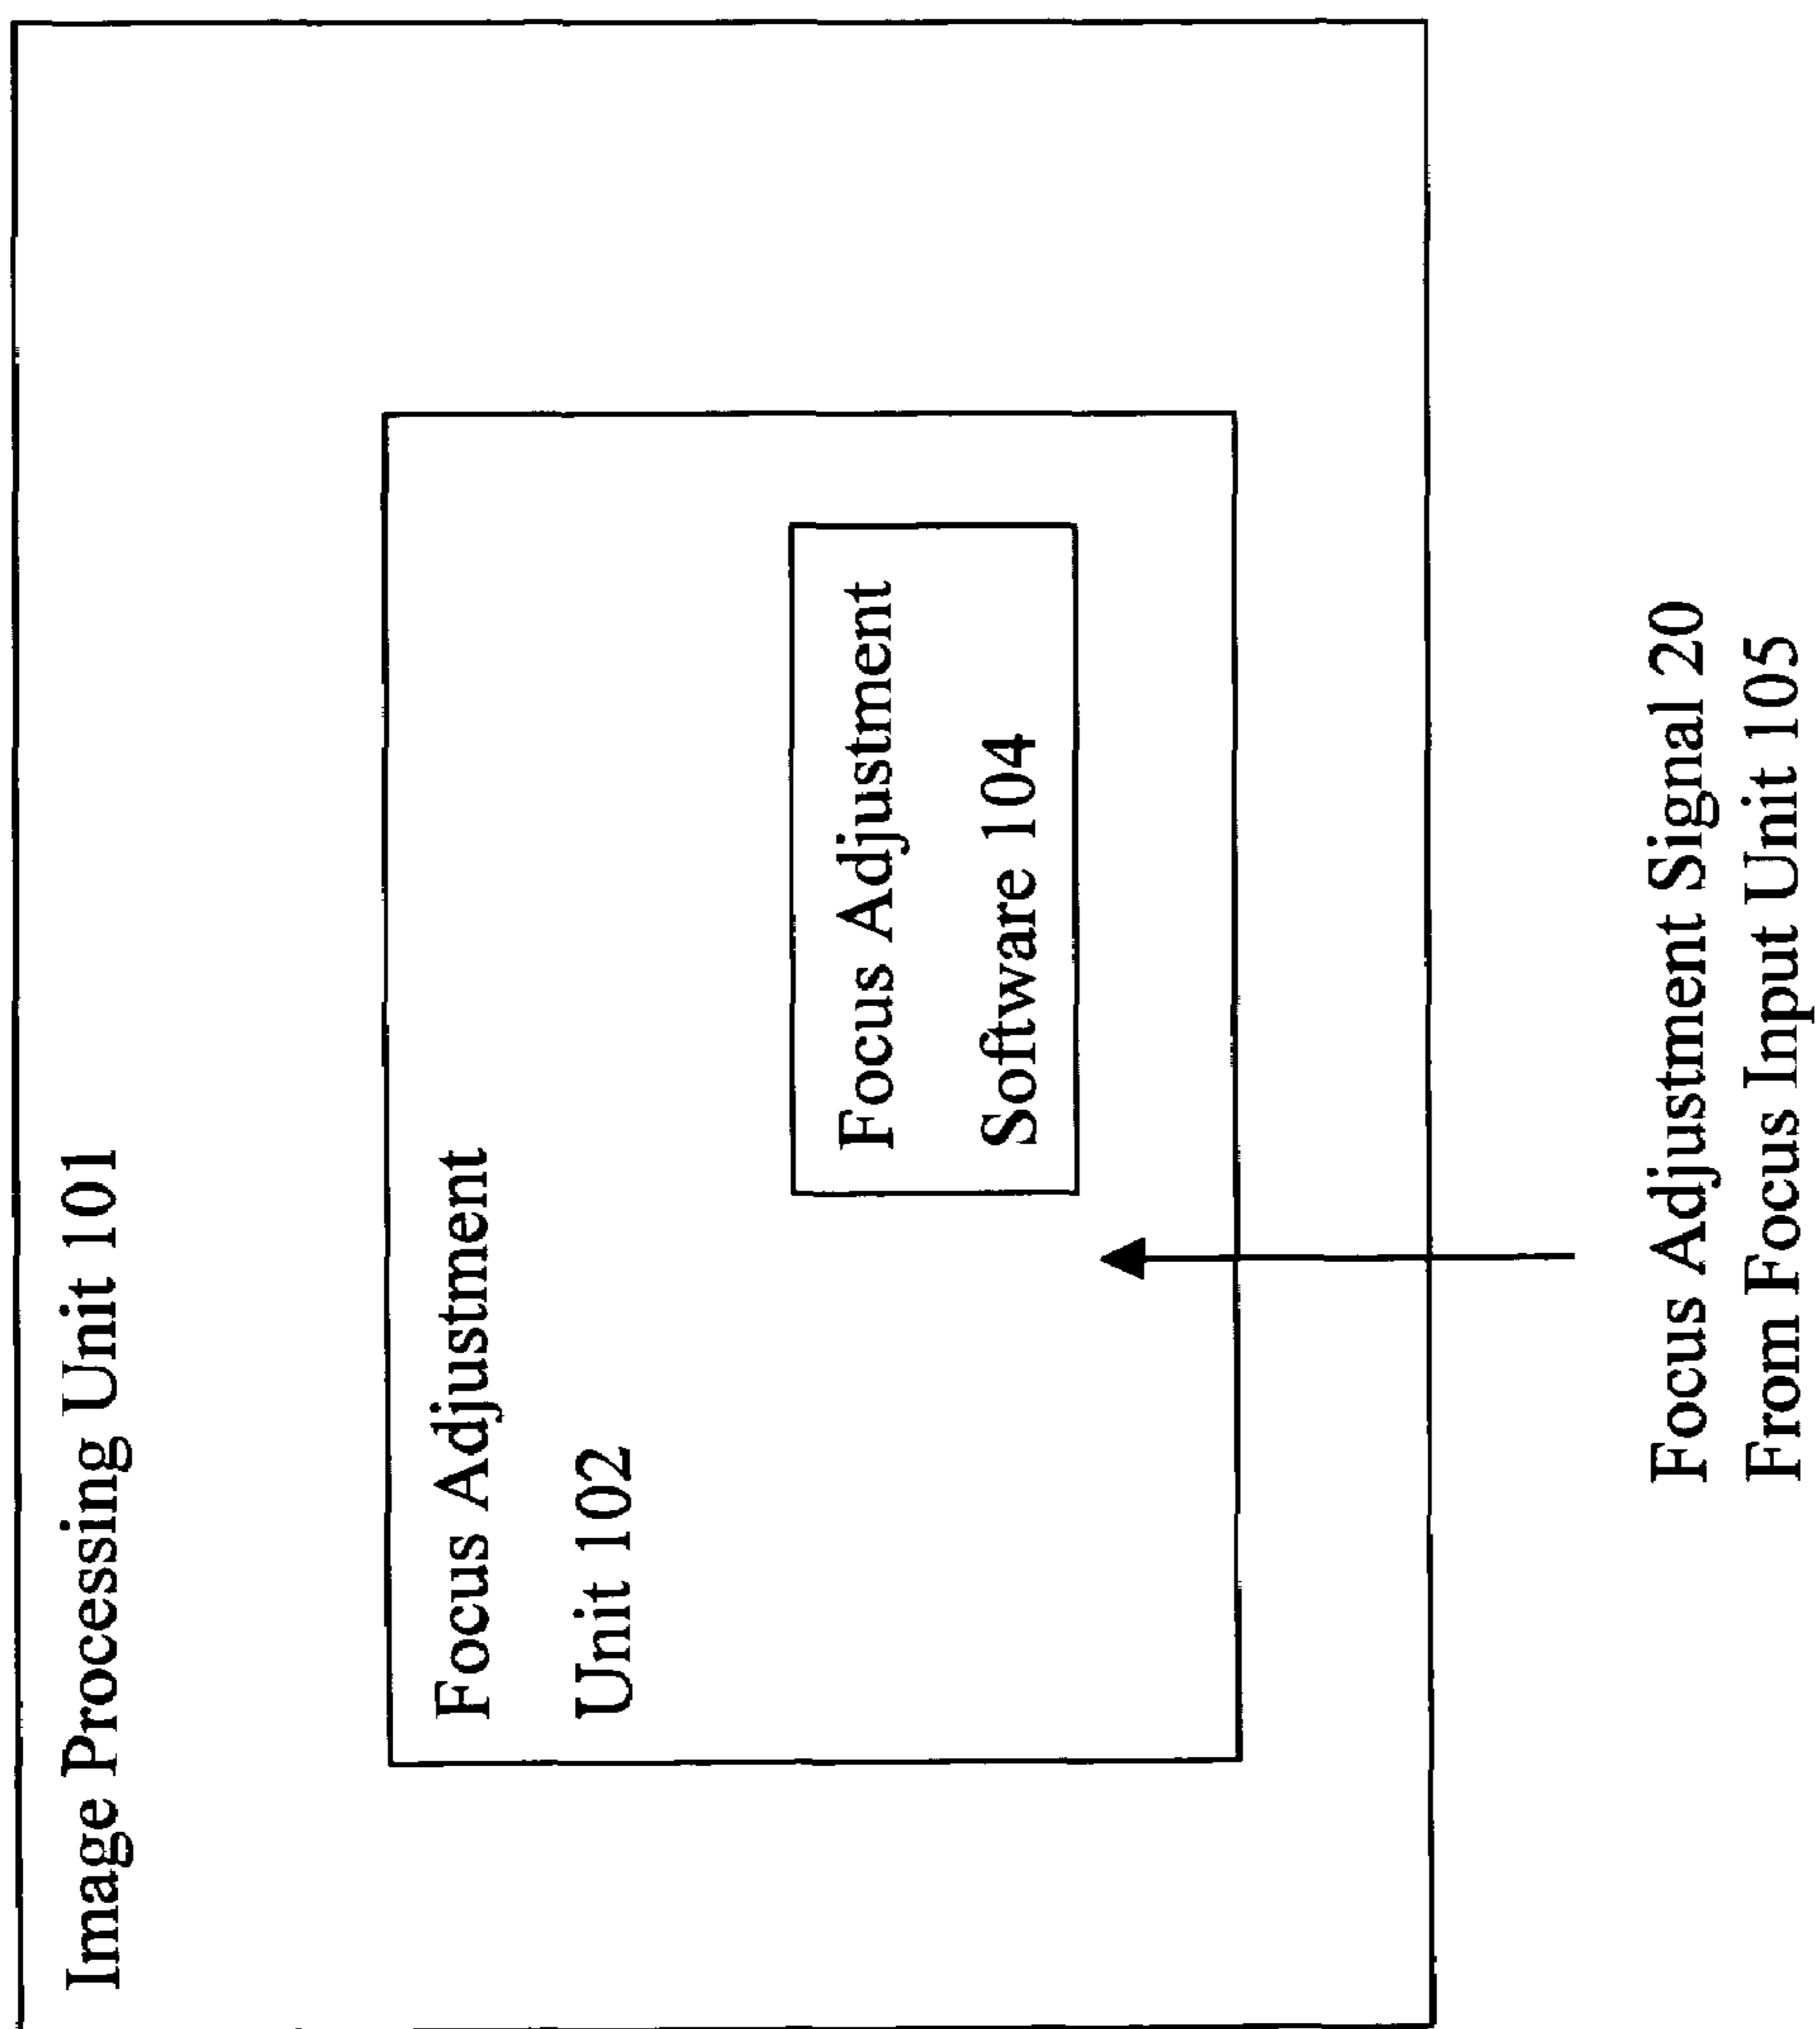 Image Processing Unit 101
Focus Adjustment
Unit 102
Focus Adjustment
Software 104
Focus Adjustment Signal 20
From Focus Input Unit 105